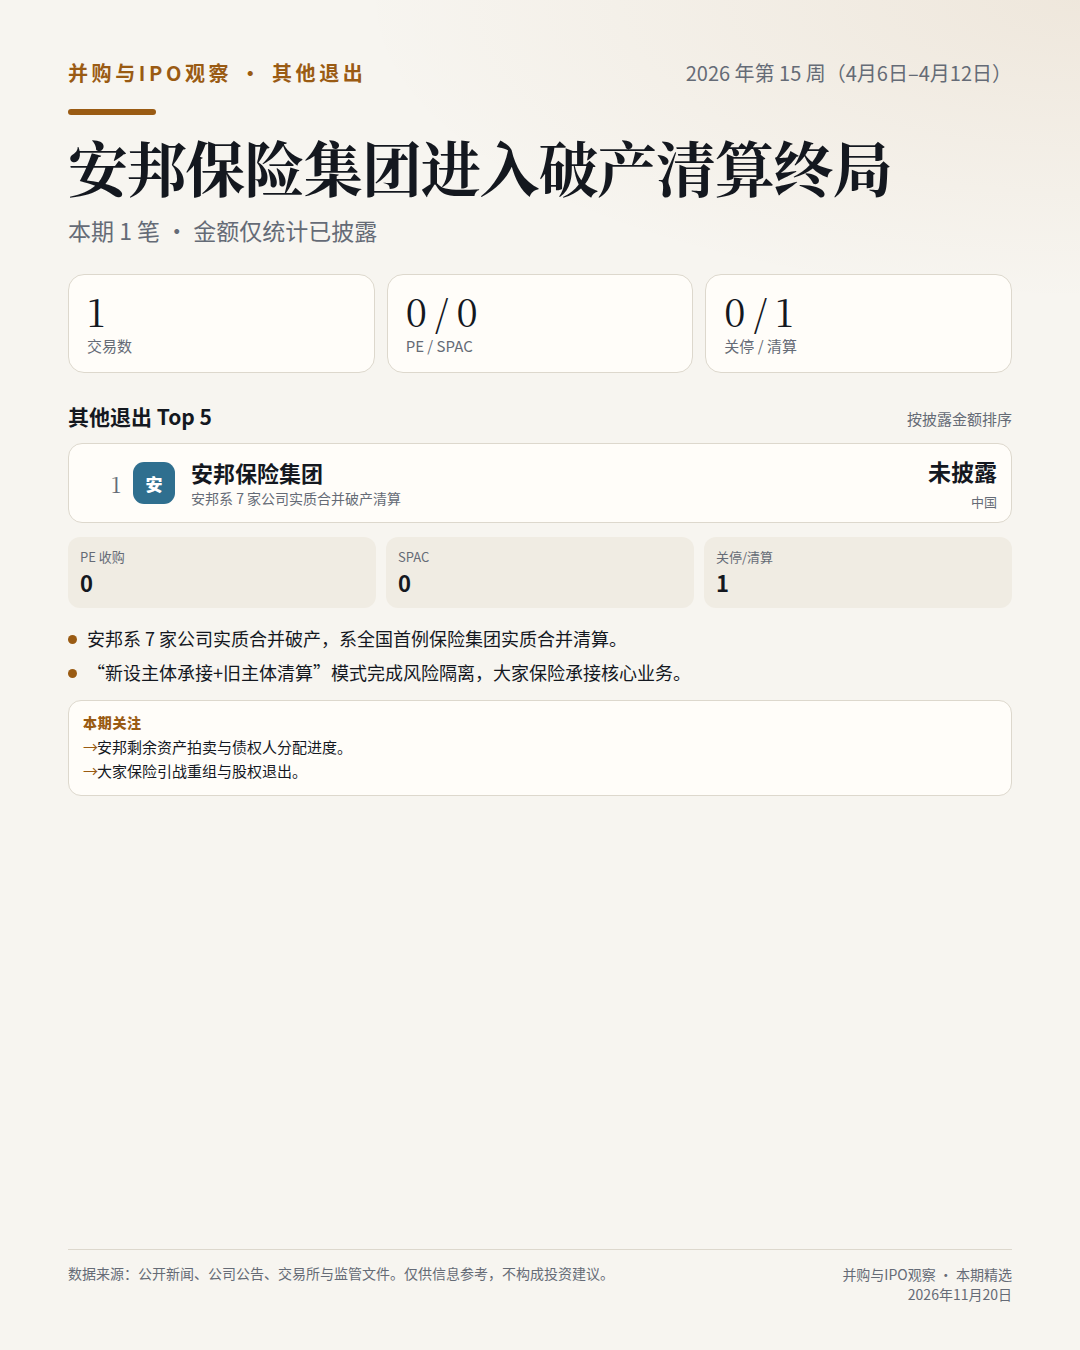 并购与IPO观察 · 其他退出
2026 年第 15 周（4月6日–4月12日）
安邦保险集团进入破产清算终局
本期 1 笔 · 金额仅统计已披露
1
交易数
0 / 0
PE / SPAC
0 / 1
关停 / 清算
其他退出 Top 5
按披露金额排序
1
安
安邦保险集团
安邦系 7 家公司实质合并破产清算
未披露
中国
PE 收购
0
SPAC
0
关停/清算
1
安邦系 7 家公司实质合并破产，系全国首例保险集团实质合并清算。
“新设主体承接+旧主体清算”模式完成风险隔离，大家保险承接核心业务。
本期关注
→安邦剩余资产拍卖与债权人分配进度。
→大家保险引战重组与股权退出。
数据来源：公开新闻、公司公告、交易所与监管文件。仅供信息参考，不构成投资建议。
并购与IPO观察 · 本期精选
2026年11月20日